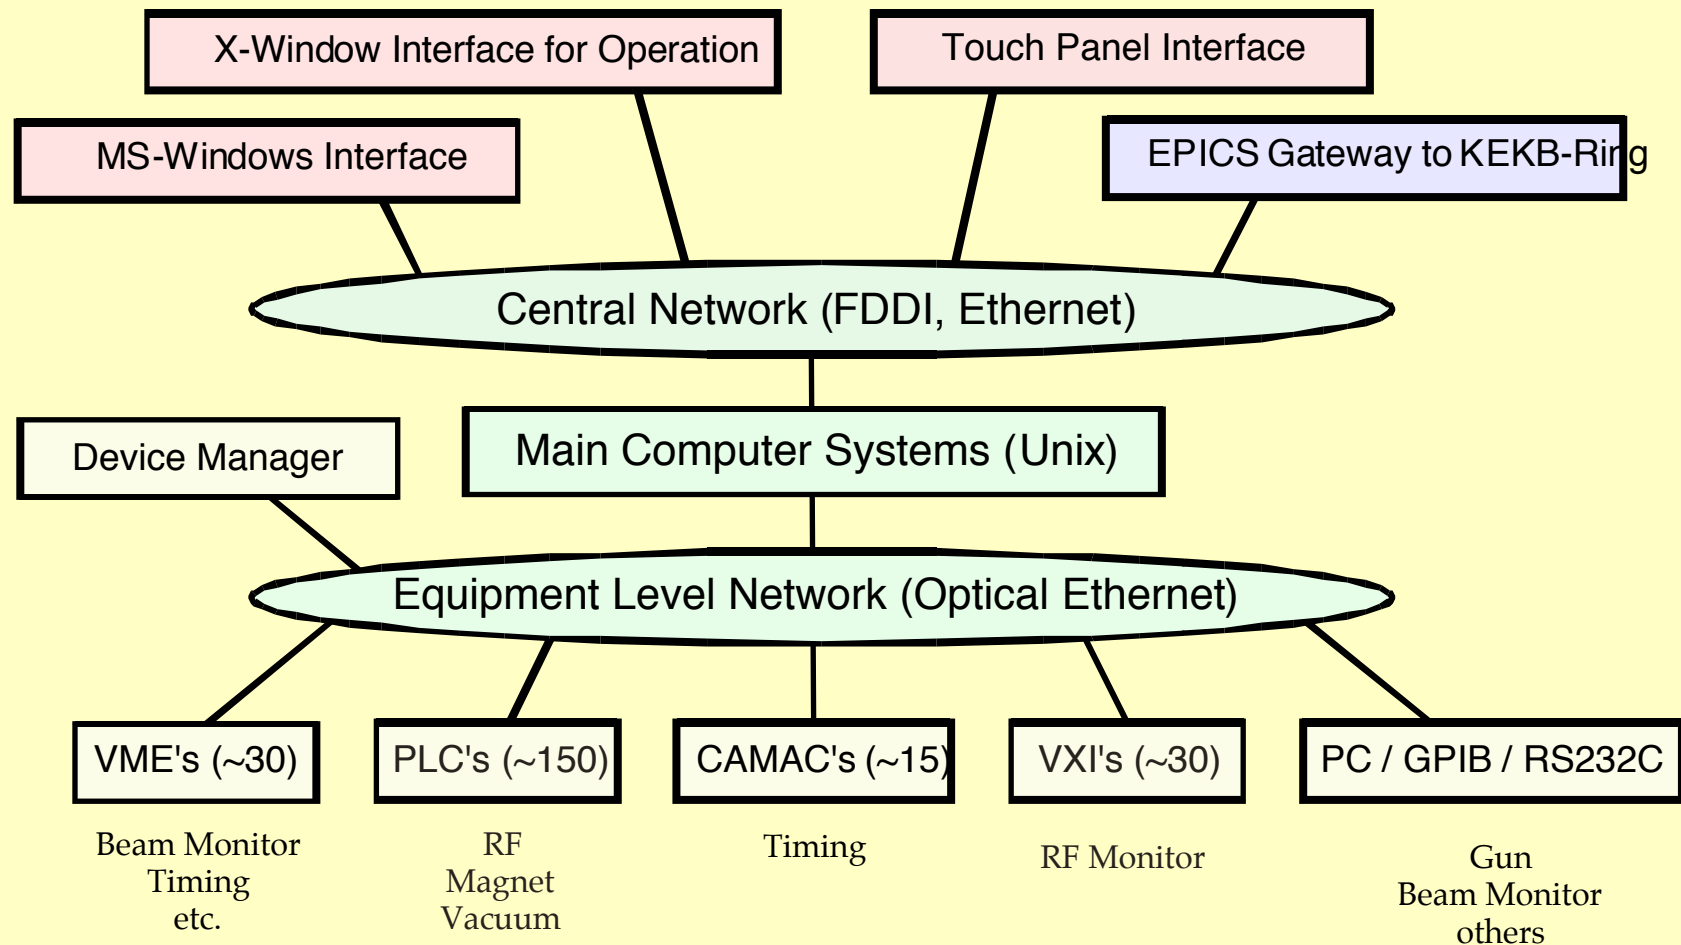 X-Window Interface for Operation
Touch Panel Interface
MS-Windows Interface
EPICS Gateway to KEKB-Ring
Central Network (FDDI, Ethernet)
Main Computer Systems (Unix)
Device Manager
Equipment Level Network (Optical Ethernet)
VME's (~30)
PLC's (~150)
CAMAC's (~15)
VXI's (~30)
PC / GPIB / RS232C
Beam Monitor
Timing
etc.
RF
Magnet
Vacuum
Timing
RF Monitor
Gun
Beam Monitor
others